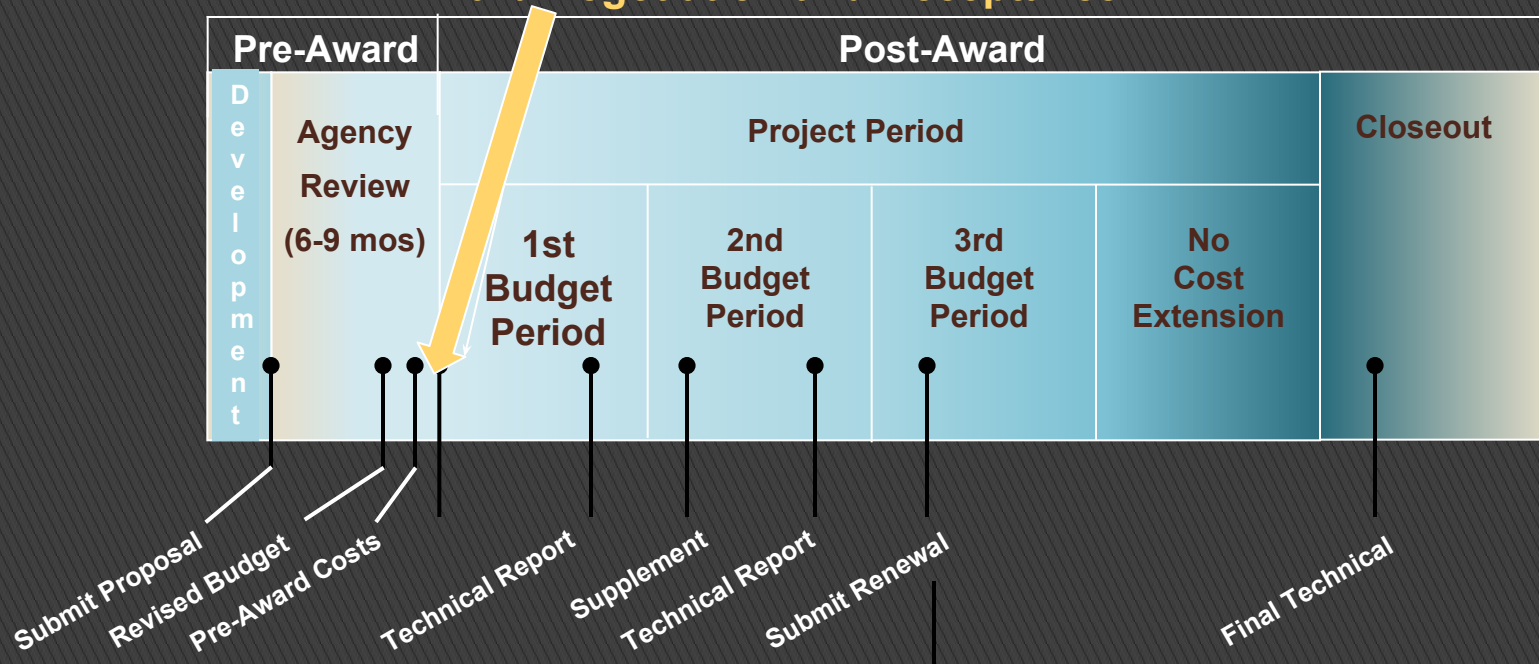 Pre-Award
Post-Award
Development
Agency
Review
(6-9 mos)
Project Period
Closeout
1st
Budget
Period
2nd
Budget
Period
3rd
Budget
Period
No
Cost
Extension
Submit Proposal
Revised Budget
Pre-Award Costs
Technical Report
Supplement
Technical Report
Submit Renewal
Final Technical